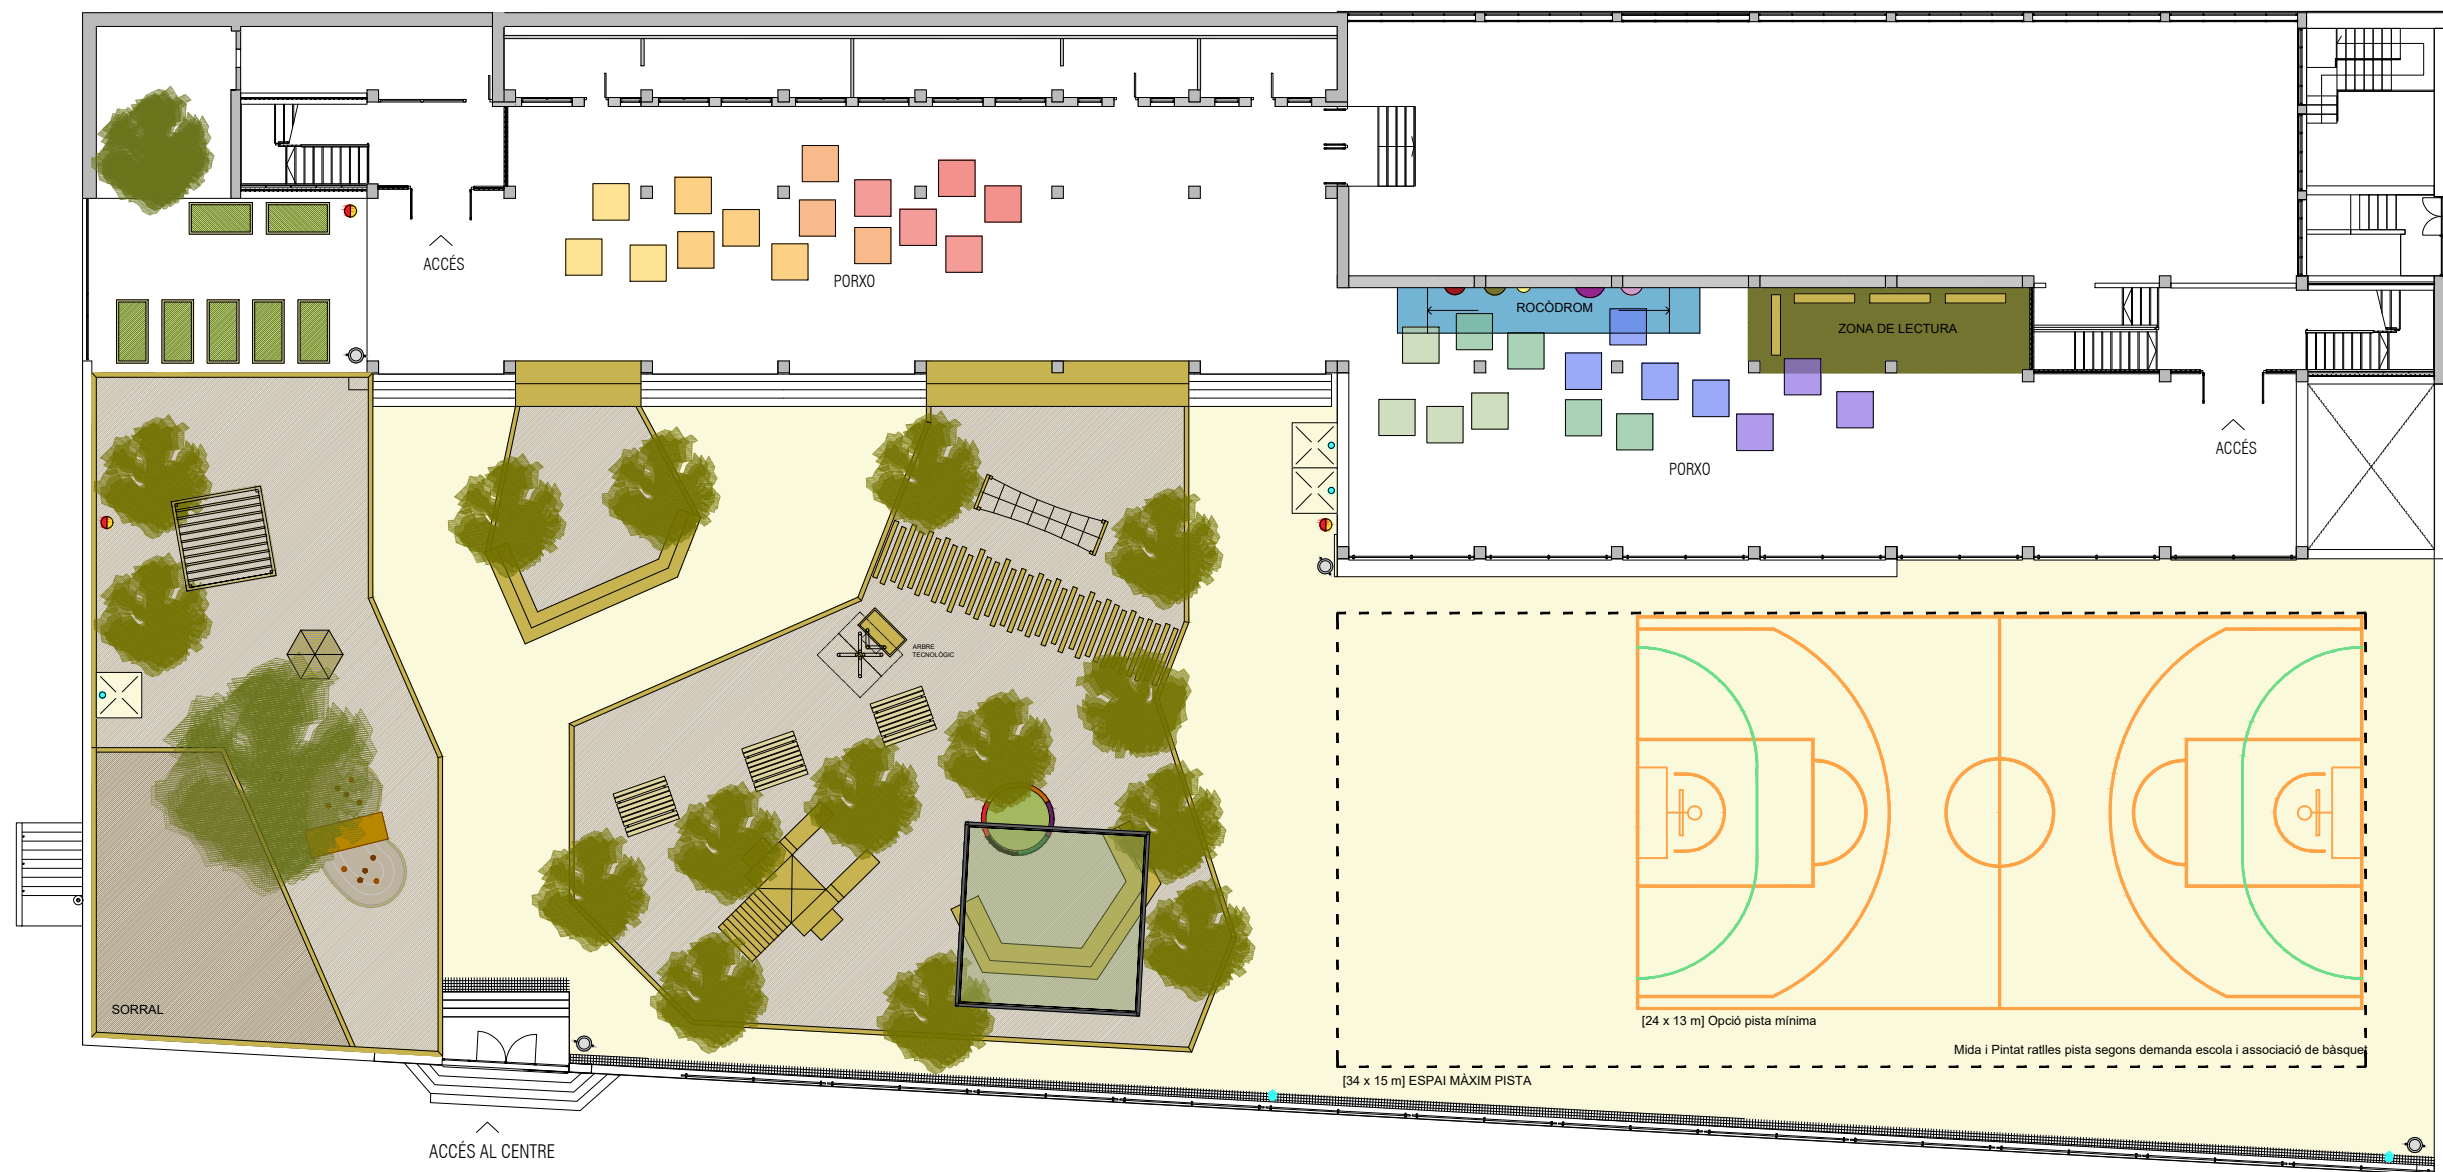 ACCÉS
PORXO
ROCÒDROM
ZONA DE LECTURA
PORXO
ACCÉS
ARBRE
TECNOLÒGIC
SORRAL
[24 x 13 m] Opció pista mínima
Mida i Pintat ratlles pista segons demanda escola i associació de bàsquet
[34 x 15 m] ESPAI MÀXIM PISTA
ACCÉS AL CENTRE